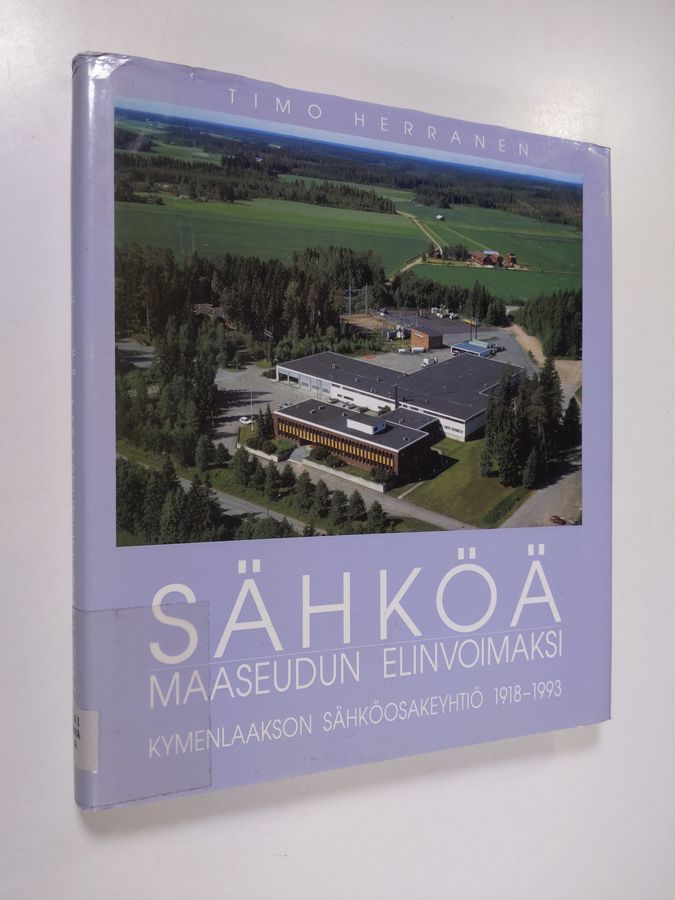 TIMO HERRANEN
SÄHKÖÄ
MAASEUDUN ELINVOIMAKSI
KYMENLAAKSON SÄHKÖOSAKEYHTIÖ 1918–1993